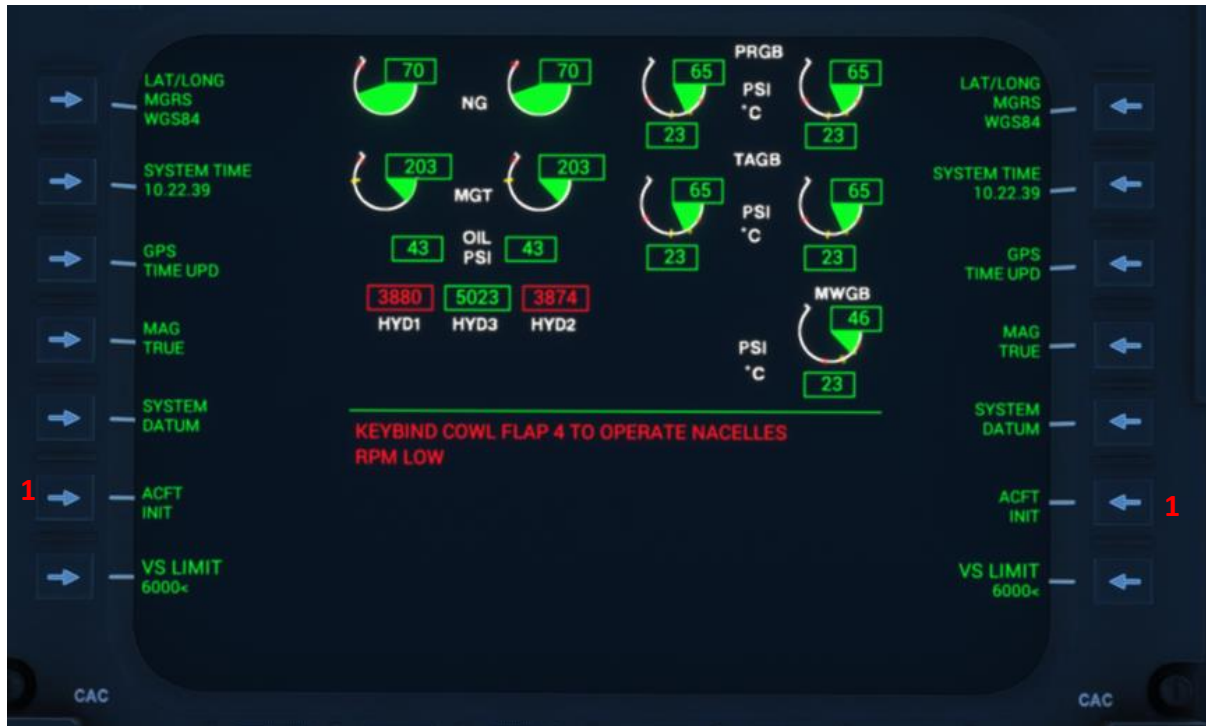 LAT/LONG
MGRS
WGS84
SYSTEM TIME
10.22.39
GPS
TIME UPD
MAG
TRUE
SYSTEM
DATUM
1
ACFT
INIT
VS LIMIT
6000<
CAC
70 NG 70
203 MGT 203
43 OIL PSI 43
3880 5023 3874
HYD1 HYD3 HYD2
PRGB
65 PSI 65
°C
23 23
TAGB
65 PSI 65
°C
23 23
MWGB
46
PSI
°C
23
KEYBIND COWL FLAP 4 TO OPERATE NACELLES
RPM LOW
LAT/LONG
MGRS
WGS84
SYSTEM TIME
10.22.39
GPS
TIME UPD
MAG
TRUE
SYSTEM
DATUM
ACFT
INIT
1
VS LIMIT
6000<
CAC